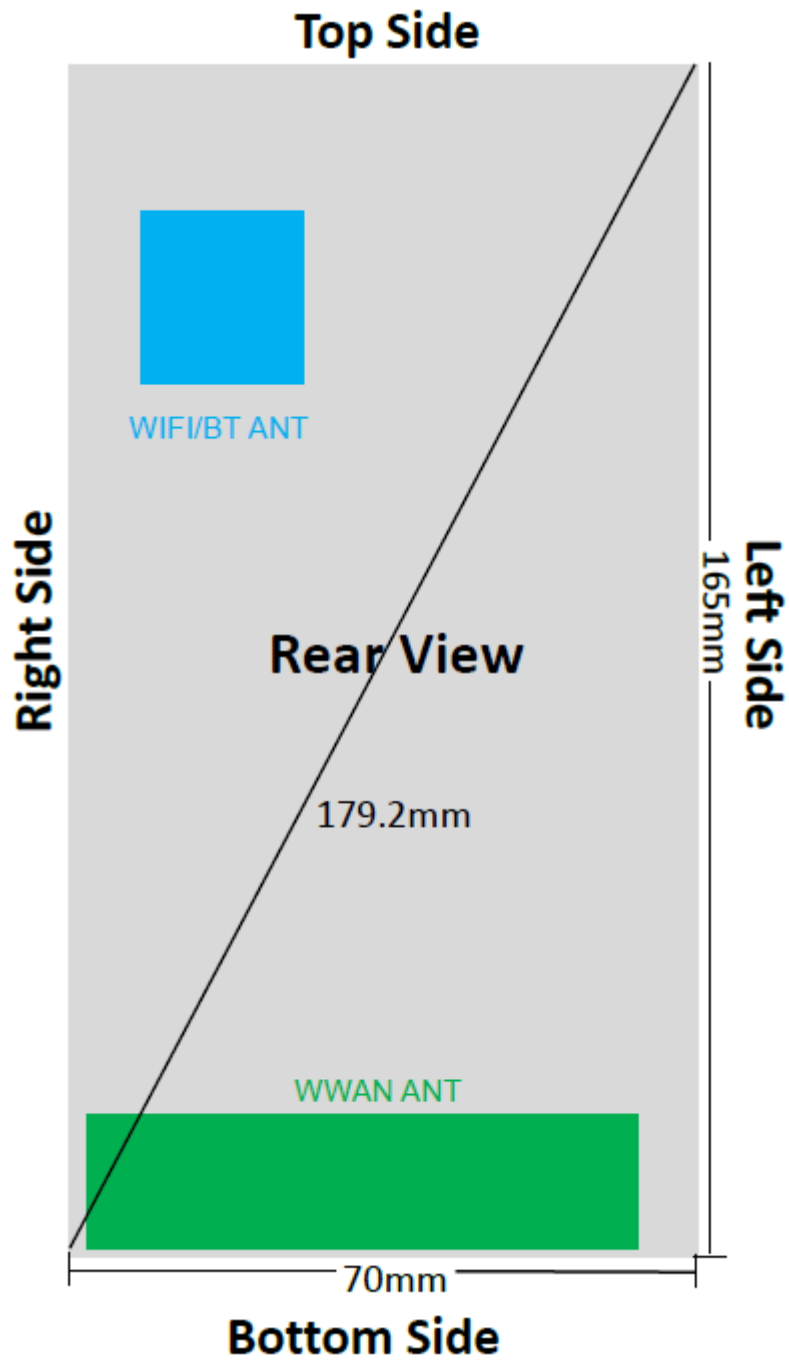 Top Side
WIFI/BT ANT
Right Side
Left Side
165mm
Rear View
179.2mm
WWAN ANT
70mm
Bottom Side